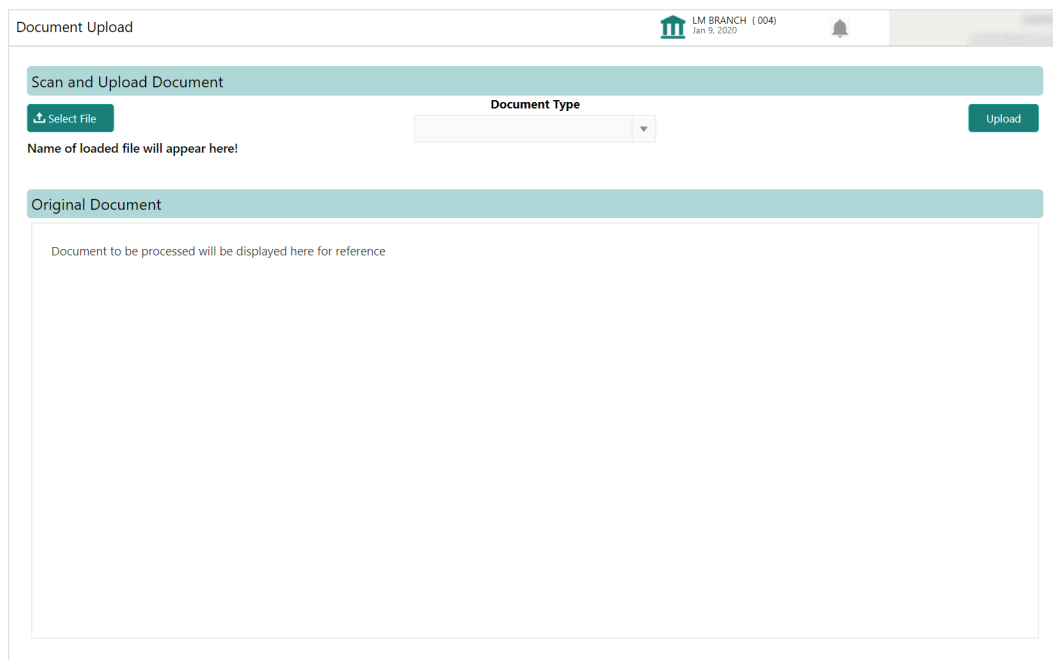 Document Upload
LM BRANCH ( 004)
Jan 9, 2020
Scan and Upload Document
Select File
Document Type
Upload
Name of loaded file will appear here!
Original Document
Document to be processed will be displayed here for reference